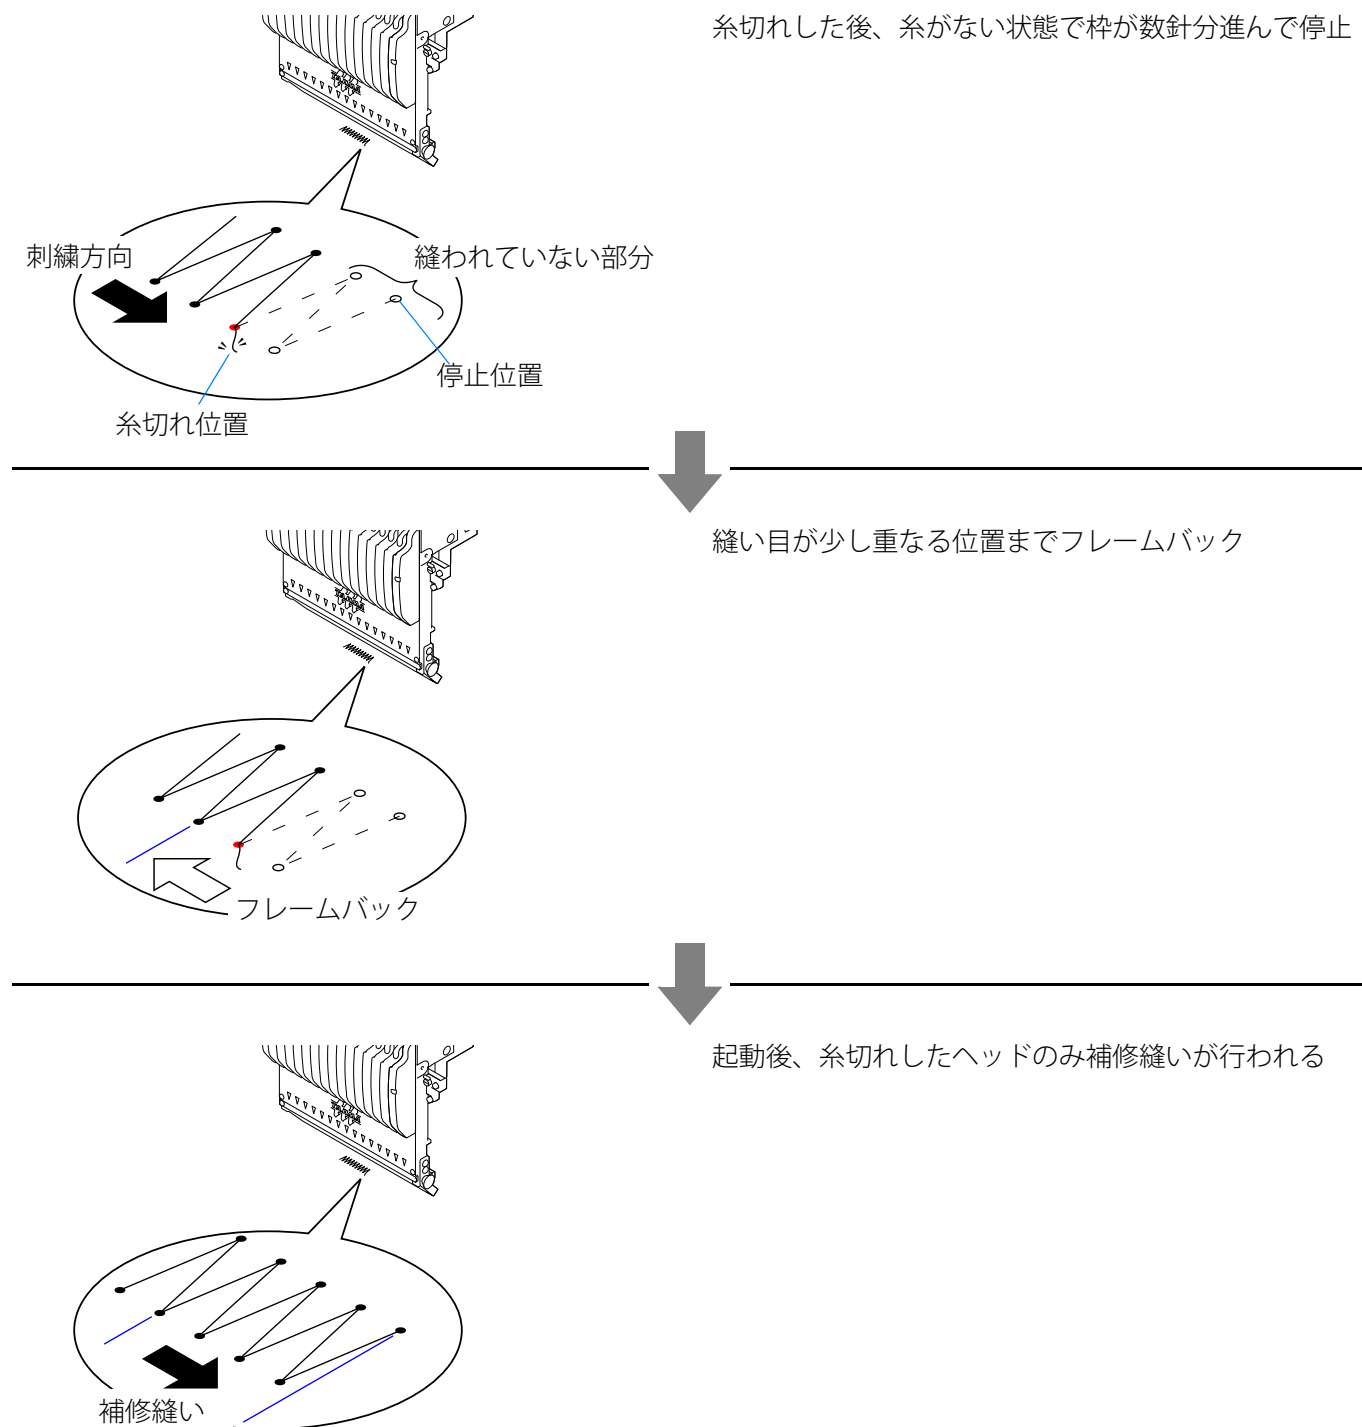 糸切れした後、糸がない状態で枠が数針分進んで停止
刺繍方向
縫われていない部分
停止位置
糸切れ位置
縫い目が少し重なる位置までフレームバック
フレームバック
起動後、糸切れしたヘッドのみ補修縫いが行われる
補修縫い